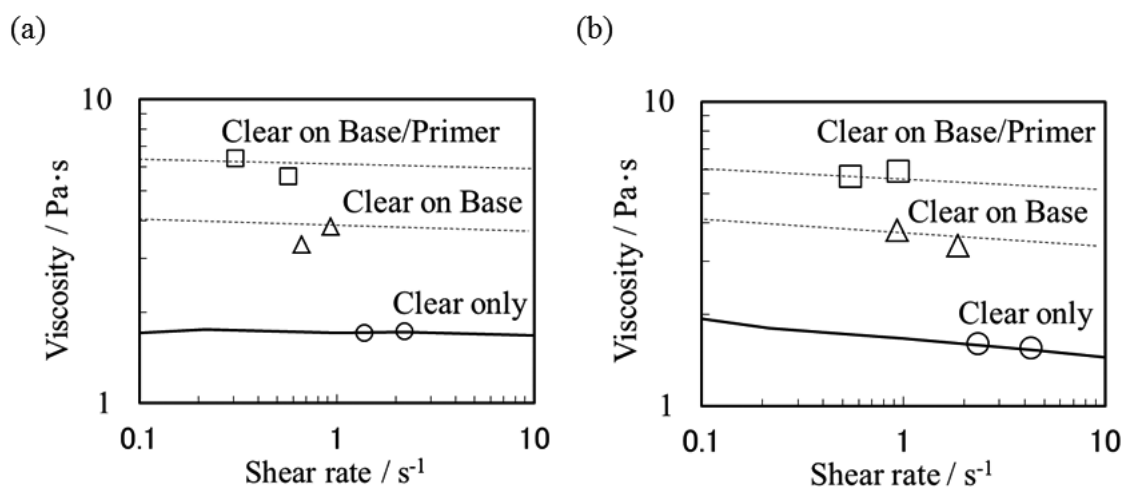 (a)
10
Clear on Base/Primer
Clear on Base
Clear only
Viscosity / Pa·s
1
0.1
1
10
Shear rate / s-1
(b)
10
Clear on Base/Primer
Clear on Base
Clear only
Viscosity / Pa·s
1
0.1
1
10
Shear rate / s-1